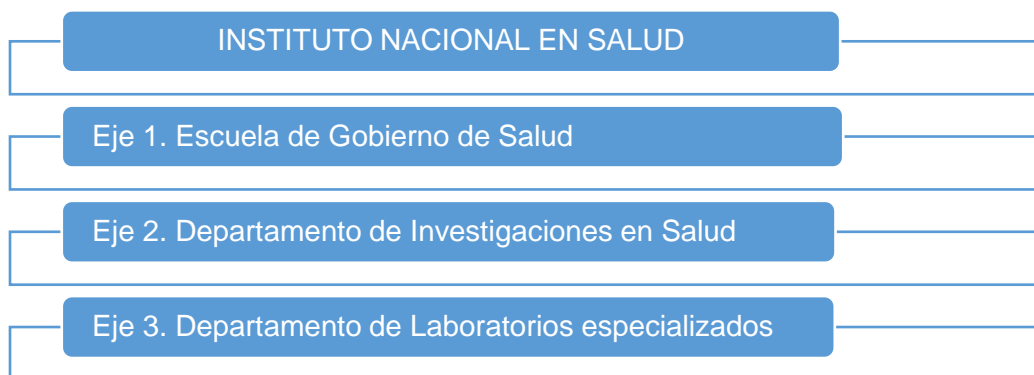 INSTITUTO NACIONAL EN SALUD
Eje 1. Escuela de Gobierno de Salud
Eje 2. Departamento de Investigaciones en Salud
Eje 3. Departamento de Laboratorios especializados